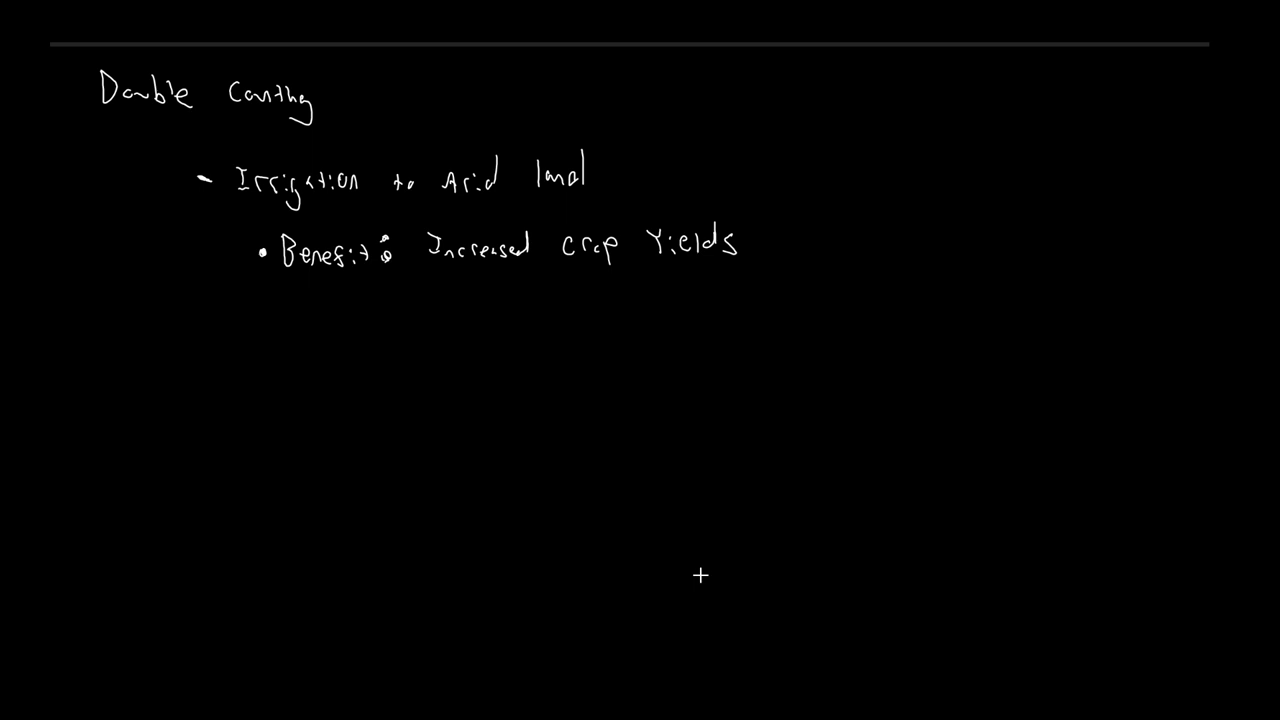 Double Counting
- Irrigation to Arid land
• Benefit: Increased crop Yields